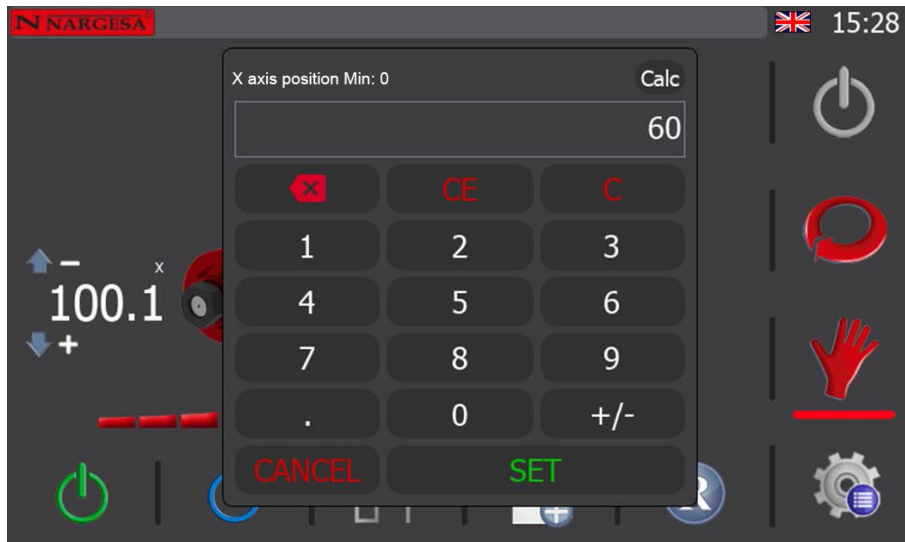 N NARGESA
15:28
X axis position Min: 0
Calc
60
CE
C
1
2
3
4
5
6
7
8
9
.
0
+/-
CANCEL
SET
x
100.1
−
+
R